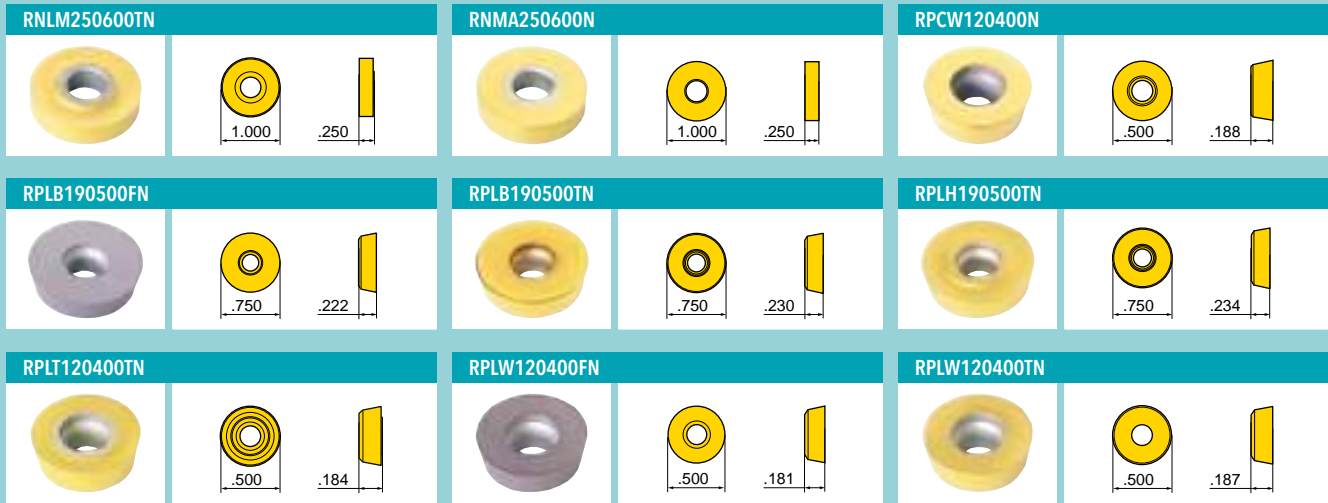 RNLM250600TN
1.000 .250
RNMA250600N
1.000 .250
RPCW120400N
.500 .188
RPLB190500FN
.750 .222
RPLB190500TN
.750 .230
RPLH190500TN
.750 .234
RPLT120400TN
.500 .184
RPLW120400FN
.500 .181
RPLW120400TN
.500 .187